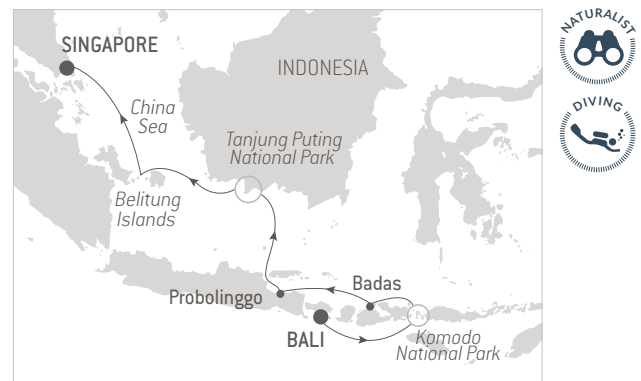 SINGAPORE
INDONESIA
China
Sea
Tanjung Puting
National Park
Belitung
Islands
Probolinggo
Badas
BALI
Komodo
National Park
NATURALIST
DIVING